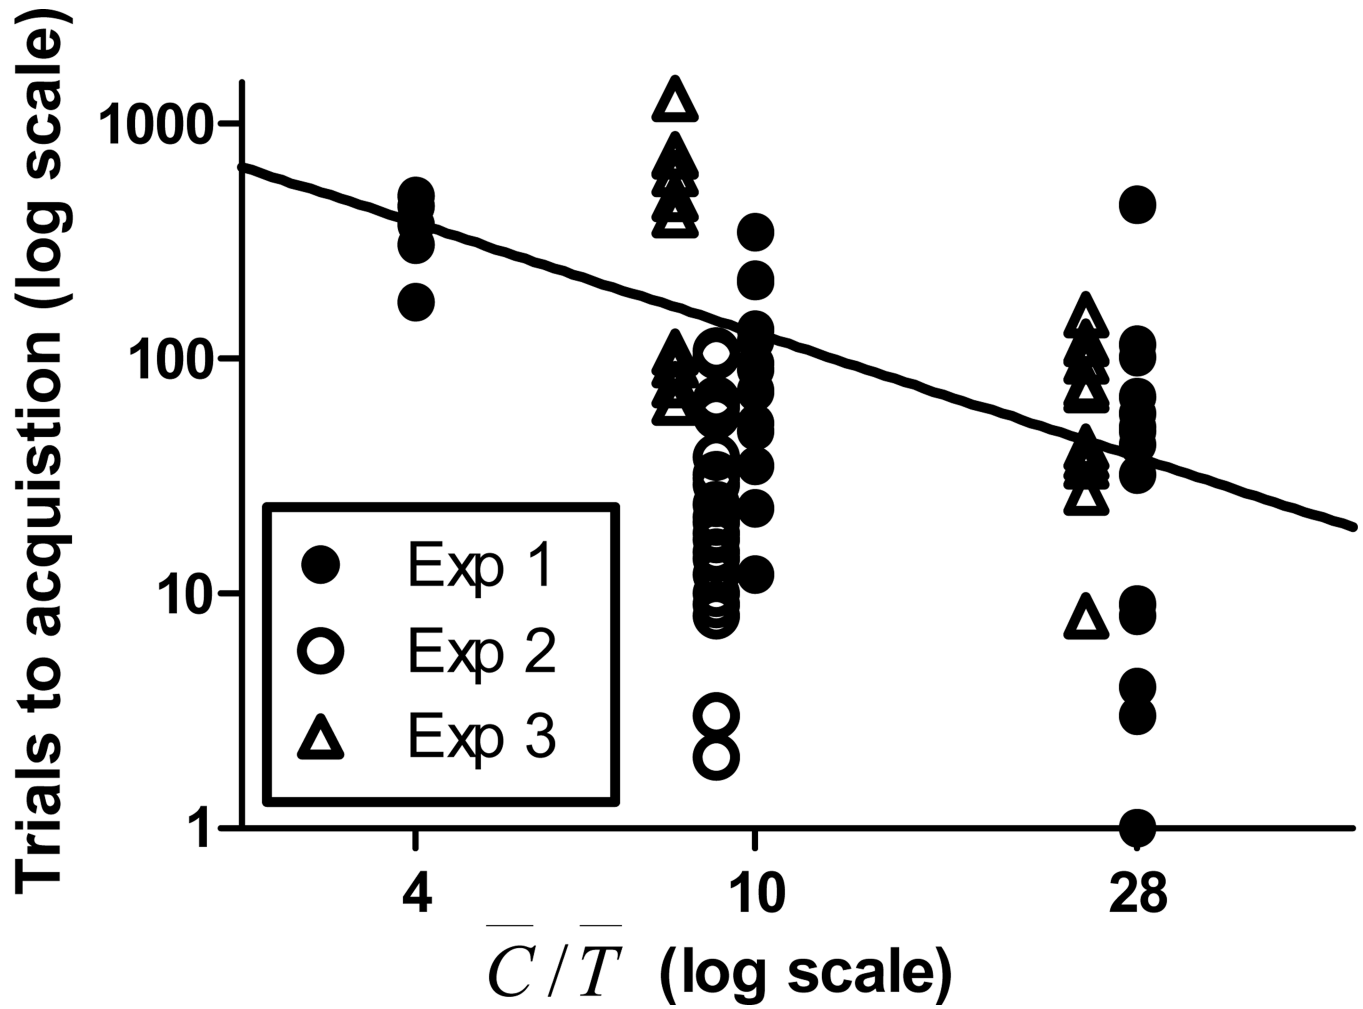 Trials to acquistion (log scale)
1000
100
10
1
Exp 1
Exp 2
Exp 3
4 10 28
C̅ / T̅ (log scale)